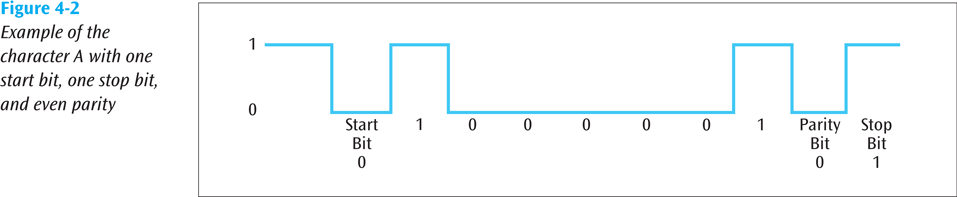 Figure 4-2
Example of the
character A with one
start bit, one stop bit,
and even parity
1
0
Start 1 0 0 0 0 0 1 Parity Stop
Bit Bit Bit
0 0 1